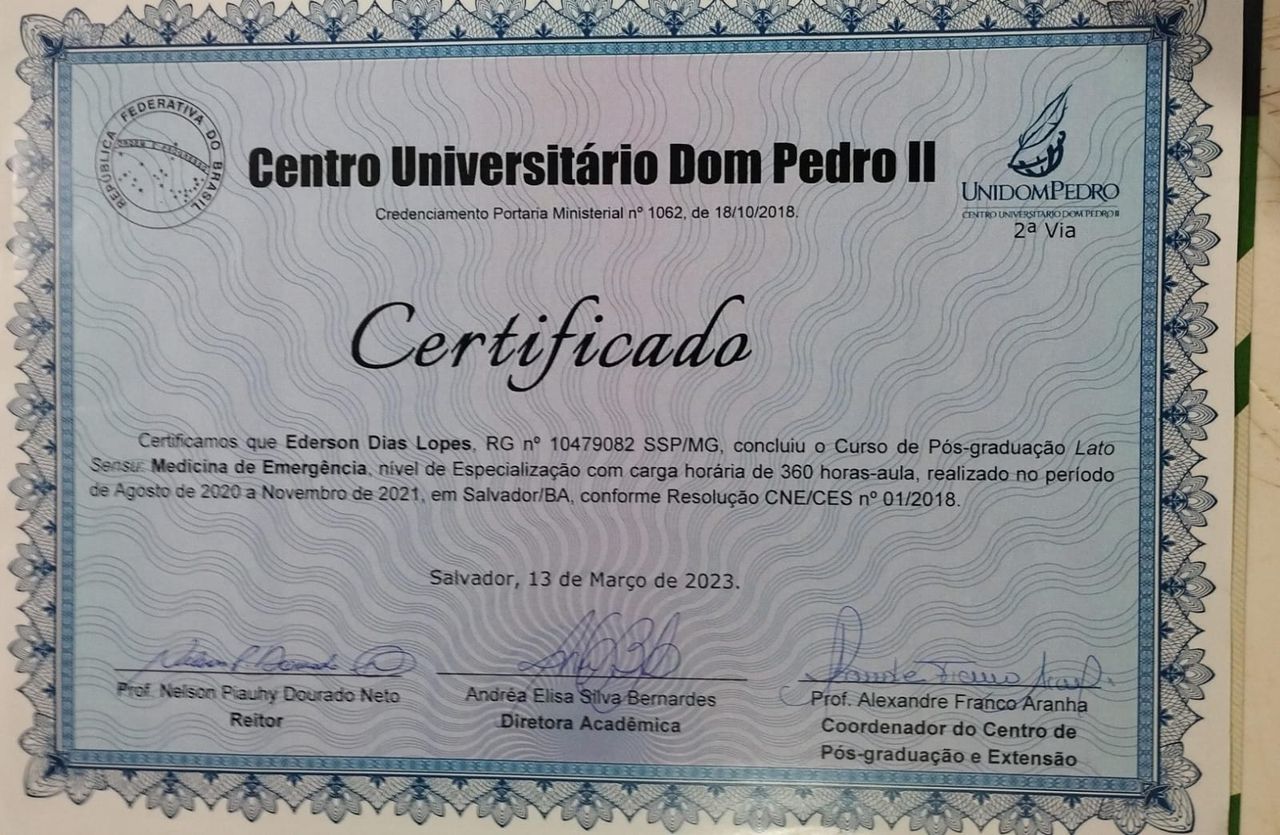 REPÚBLICA FEDERATIVA DO BRASIL
ORDEM E PROGRESSO
Centro Universitário Dom Pedro II
Credenciamento Portaria Ministerial nº 1062, de 18/10/2018.
UNIDOMPEDRO
CENTRO UNIVERSITÁRIO DOM PEDRO II
2ª Via
Certificado
Certificamos que Ederson Dias Lopes, RG nº 10479082 SSP/MG, concluiu o Curso de Pós-graduação Lato
Sensu: Medicina de Emergência, nível de Especialização com carga horária de 360 horas-aula, realizado no período
de Agosto de 2020 a Novembro de 2021, em Salvador/BA, conforme Resolução CNE/CES nº 01/2018.
Salvador, 13 de Março de 2023.
Prof. Nelson Piauhy Dourado Neto
Reitor
Andréa Elisa Silva Bernardes
Diretora Acadêmica
Prof. Alexandre Franco Aranha
Coordenador do Centro de
Pós-graduação e Extensão